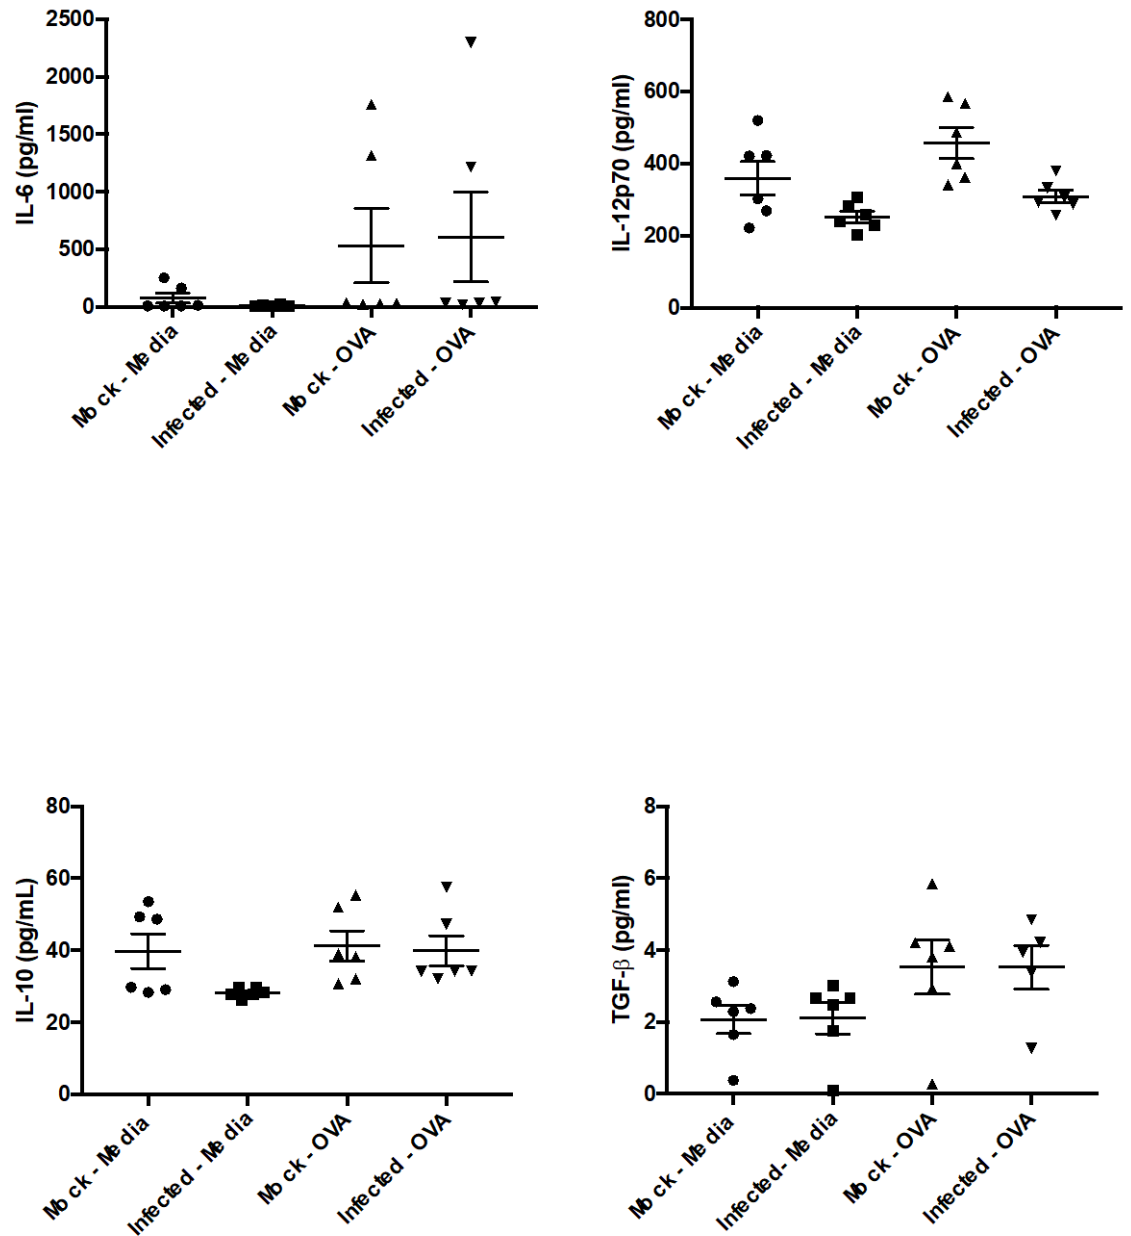 IL-6 (pg/ml)
2500
2000
1500
1000
500
0
Mock - Media
Infected - Media
Mock - OVA
Infected - OVA
IL-12p70 (pg/ml)
800
600
400
200
0
Mock - Media
Infected - Media
Mock - OVA
Infected - OVA
IL-10 (pg/mL)
80
60
40
20
0
Mock - Media
Infected - Media
Mock - OVA
Infected - OVA
TGF-β (pg/ml)
8
6
4
2
0
Mock - Media
Infected- Media
Mock - OVA
Infected - OVA